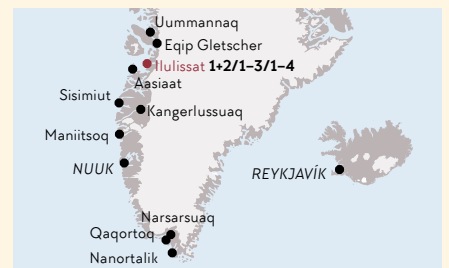 Uummannaq
Eqip Gletscher
Ilulissat 1+2/1–3/1–4
Aasiaat
Sisimiut
Kangerlussuaq
Maniitsoq
NUUK
REYKJAVÍK
Narsarsuaq
Qaqortoq
Nanortalik